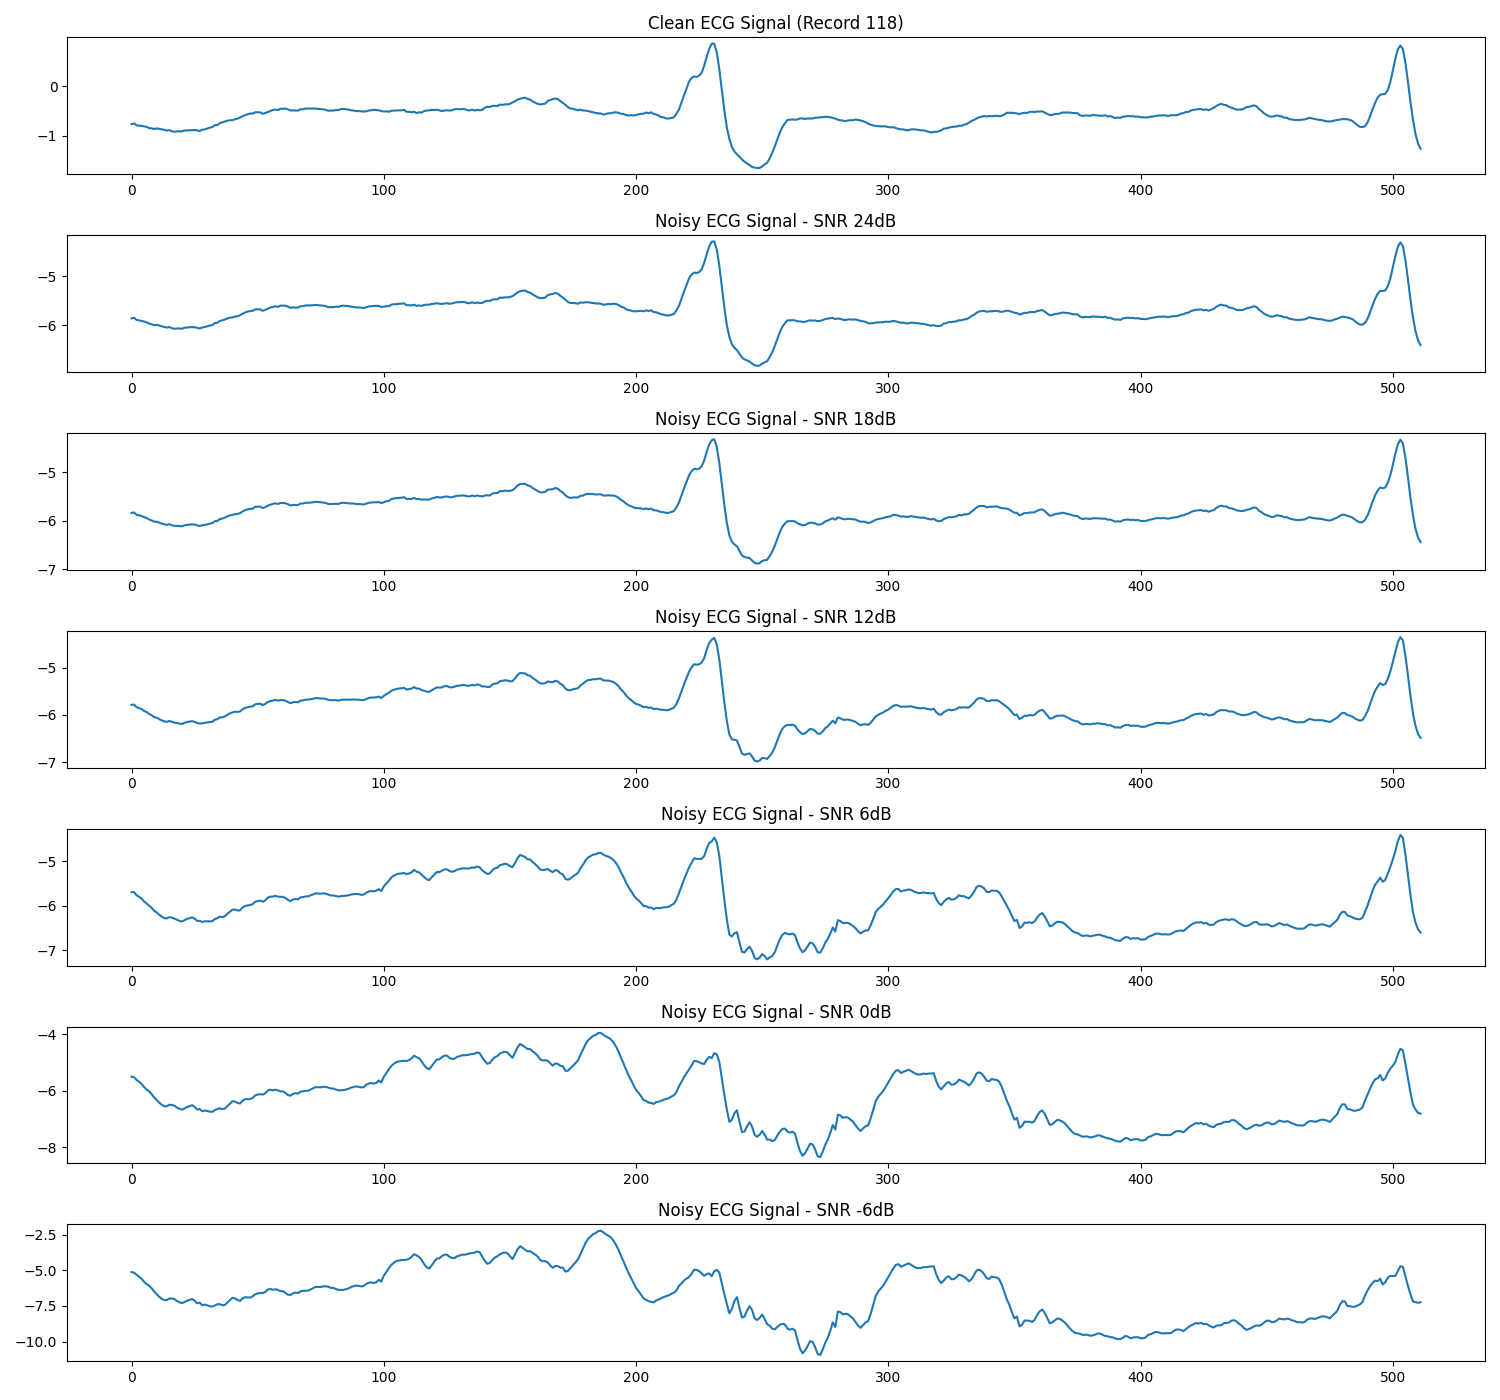 Clean ECG Signal (Record 118)
0
−1
0 100 200 300 400 500
Noisy ECG Signal - SNR 24dB
−5
−6
0 100 200 300 400 500
Noisy ECG Signal - SNR 18dB
−5
−6
−7
0 100 200 300 400 500
Noisy ECG Signal - SNR 12dB
−5
−6
−7
0 100 200 300 400 500
Noisy ECG Signal - SNR 6dB
−5
−6
−7
0 100 200 300 400 500
Noisy ECG Signal - SNR 0dB
−4
−6
−8
0 100 200 300 400 500
Noisy ECG Signal - SNR -6dB
−2.5
−5.0
−7.5
−10.0
0 100 200 300 400 500